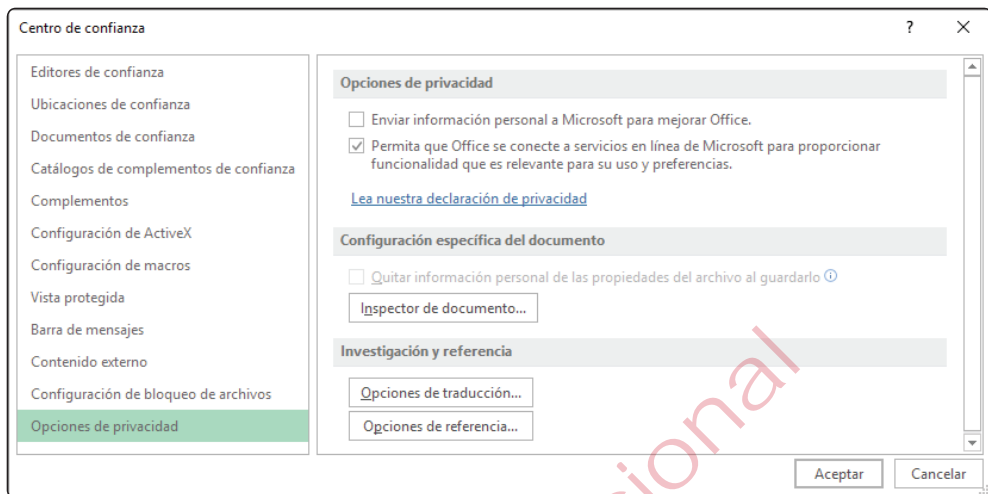 Centro de confianza
?
Editores de confianza
Ubicaciones de confianza
Documentos de confianza
Catálogos de complementos de confianza
Complementos
Configuración de ActiveX
Configuración de macros
Vista protegida
Barra de mensajes
Contenido externo
Configuración de bloqueo de archivos
Opciones de privacidad
Opciones de privacidad
Enviar información personal a Microsoft para mejorar Office.
Permita que Office se conecte a servicios en línea de Microsoft para proporcionar
funcionalidad que es relevante para su uso y preferencias.
Lea nuestra declaración de privacidad
Configuración específica del documento
Quitar información personal de las propiedades del archivo al guardarlo
Inspector de documento...
Investigación y referencia
Opciones de traducción...
Opciones de referencia...
Aceptar
Cancelar